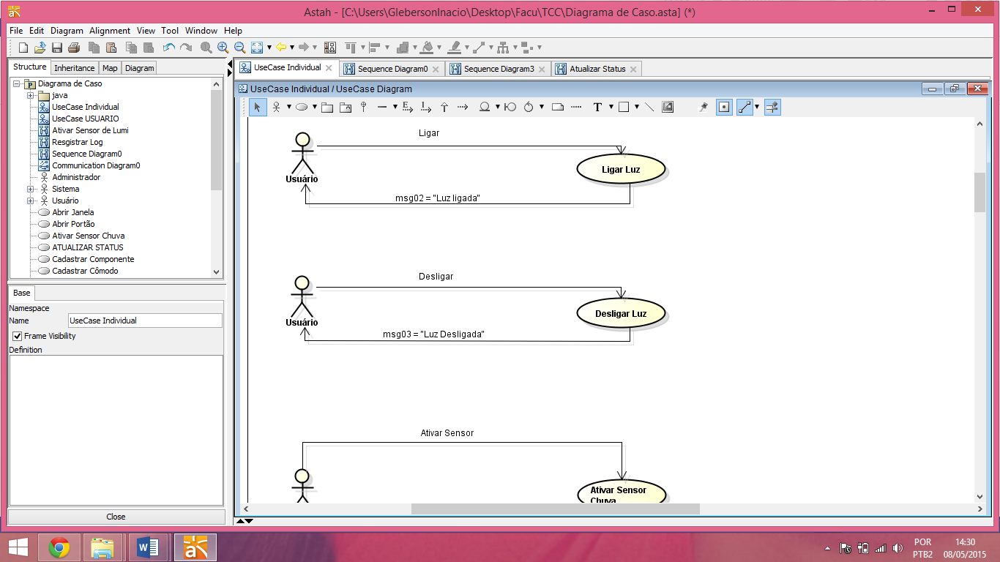 Astah - [C:\Users\GlebersonInacio\Desktop\Facu\TCC\Diagrama de Caso.asta] (*)
File Edit Diagram Alignment View Tool Window Help
Structure Inheritance Map Diagram
Diagrama de Caso
java
UseCase Individual
UseCase USUARIO
Ativar Sensor de Lumi
Resgistrar Log
Sequence Diagram0
Communication Diagram0
Administrador
Sistema
Usuário
Abrir Janela
Abrir Portão
Ativar Sensor Chuva
ATUALIZAR STATUS
Cadastrar Componente
Cadastrar Cômodo
Base
Namespace
Name UseCase Individual
Frame Visibility
Definition
Close
UseCase Individual Sequence Diagram0 Sequence Diagram3 Atualizar Status
UseCase Individual / UseCase Diagram
T
Ligar
Ligar Luz
Usuário
msg02 = "Luz ligada"
Desligar
Desligar Luz
Usuário
msg03 = "Luz Desligada"
Ativar Sensor
Ativar Sensor
Chuva
POR 14:30
PTB2 08/05/2015